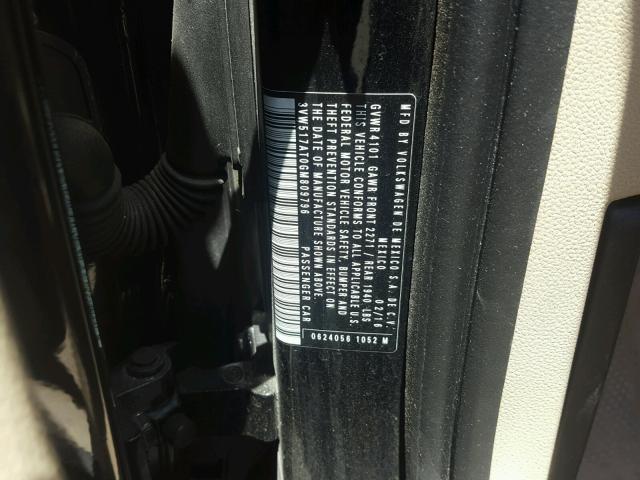 MFD BY VOLKSWAGEN DE MEXICO S.A. DE C.V.
MEXICO 02/16
GVWR 4101 GAWR FRONT 2271 / REAR 1940 LBS
THIS VEHICLE CONFORMS TO ALL APPLICABLE U.S.
FEDERAL MOTOR VEHICLE SAFETY, BUMPER AND
THEFT PREVENTION STANDARDS IN EFFECT ON
THE DATE OF MANUFACTURE SHOWN ABOVE.
3VW517AT0GM809796 PASSENGER CAR
0624056 1052 M